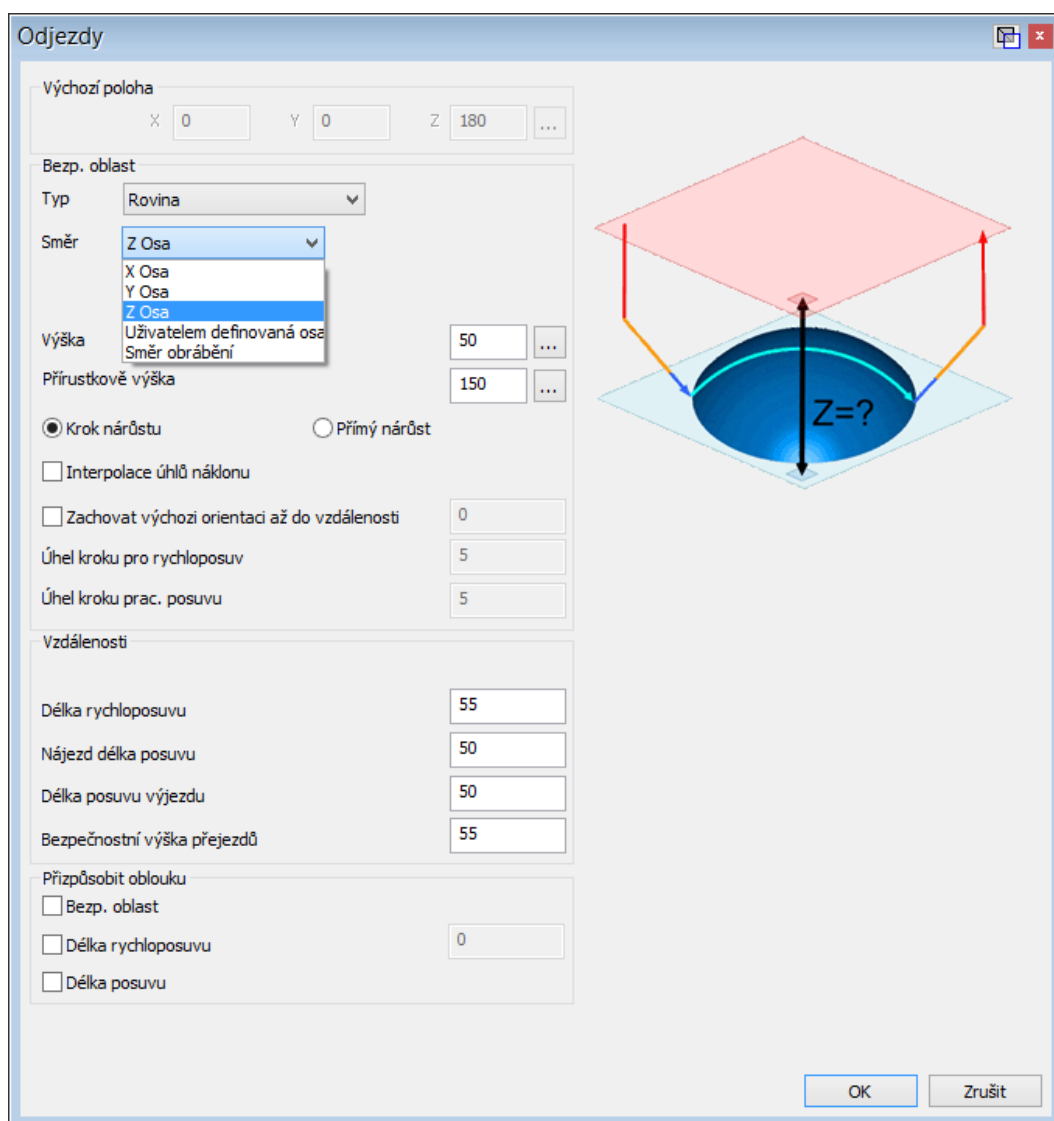 Odjezdy
Výchozí poloha
X 0 Y 0 Z 180 ...
Bezp. oblast
Typ Rovina
Směr Z Osa
X Osa
Y Osa
Z Osa
Uživatelem definovaná osa
Směr obrábění
Výška 50 ...
Přírustkově výška 150 ...
Krok nárůstu Přímý nárůst
Interpolace úhlů náklonu
Zachovat výchozi orientaci až do vzdálenosti 0
Úhel kroku pro rychloposuv 5
Úhel kroku prac. posuvu 5
Vzdálenosti
Délka rychloposuvu 55
Nájezd délka posuvu 50
Délka posuvu výjezdu 50
Bezpečnostní výška přejezdů 55
Přizpůsobit oblouku
Bezp. oblast
Délka rychloposuvu 0
Délka posuvu
Z=?
OK Zrušit